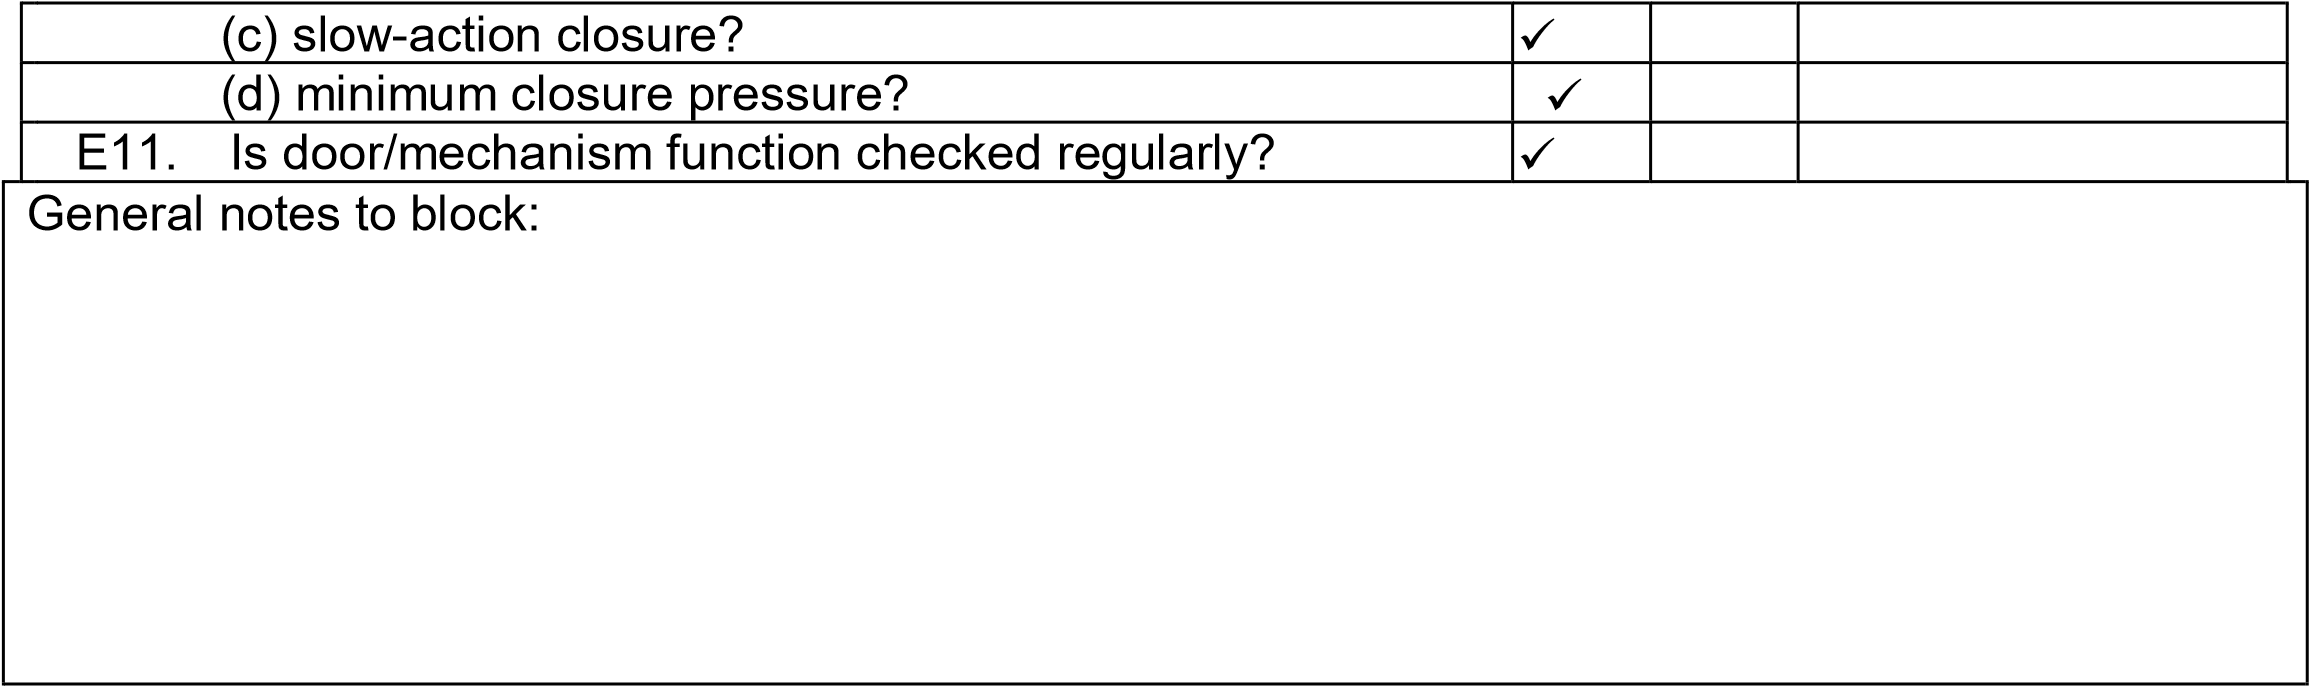 (c) slow-action closure? ✓
(d) minimum closure pressure? ✓
E11. Is door/mechanism function checked regularly? ✓
General notes to block: